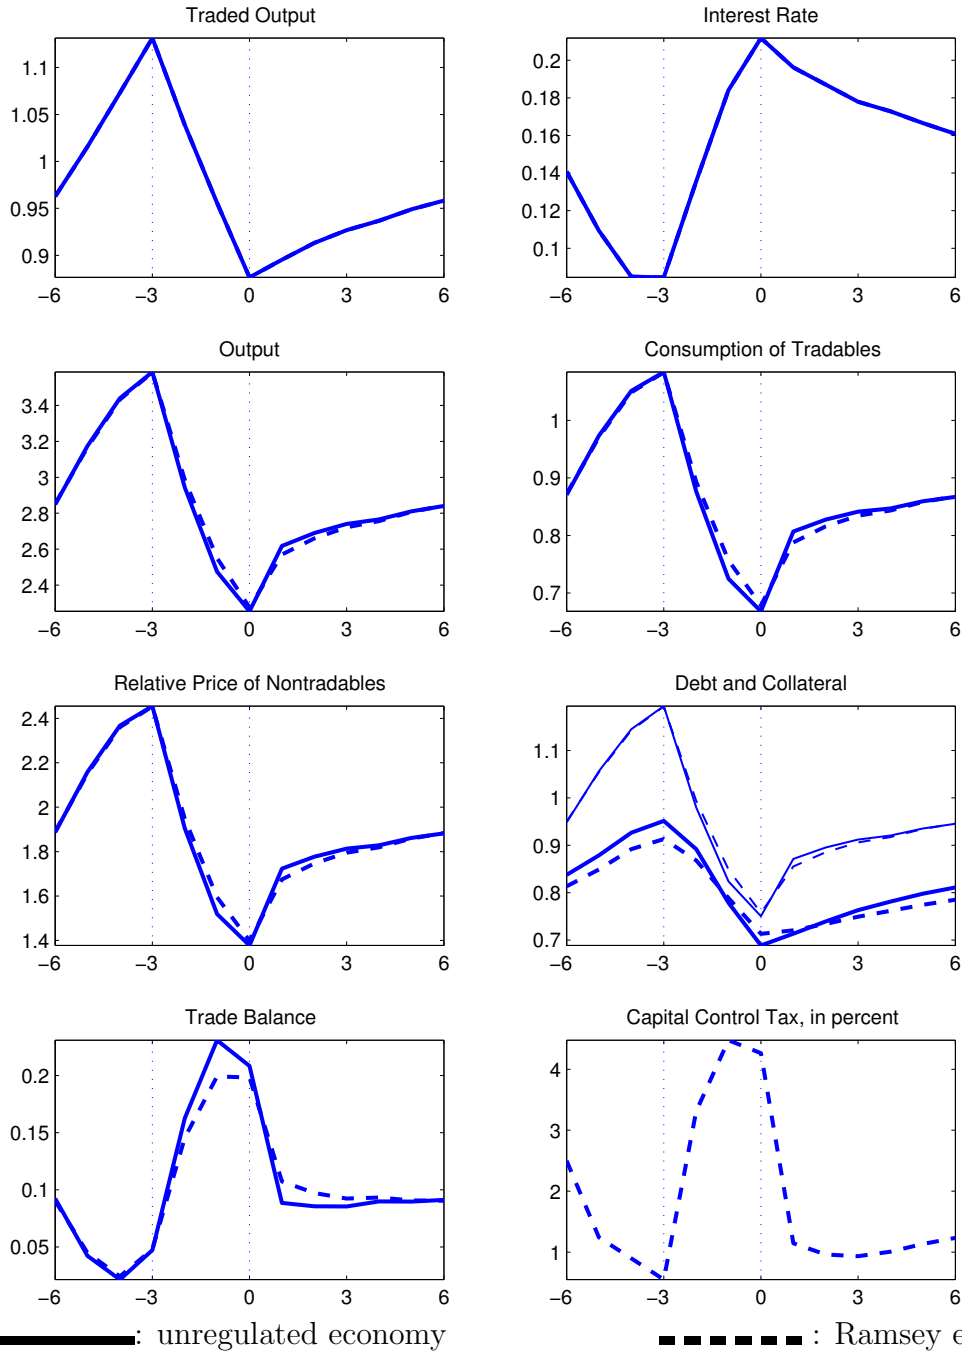 Traded Output
1.1
1.05
1
0.95
0.9
−6 −3 0 3 6
Interest Rate
0.2
0.18
0.16
0.14
0.12
0.1
−6 −3 0 3 6
Output
3.4
3.2
3
2.8
2.6
2.4
−6 −3 0 3 6
Consumption of Tradables
1
0.9
0.8
0.7
−6 −3 0 3 6
Relative Price of Nontradables
2.4
2.2
2
1.8
1.6
1.4
−6 −3 0 3 6
Debt and Collateral
1.1
1
0.9
0.8
0.7
−6 −3 0 3 6
Trade Balance
0.2
0.15
0.1
0.05
−6 −3 0 3 6
Capital Control Tax, in percent
4
3
2
1
−6 −3 0 3 6
: unregulated economy
: Ramsey e